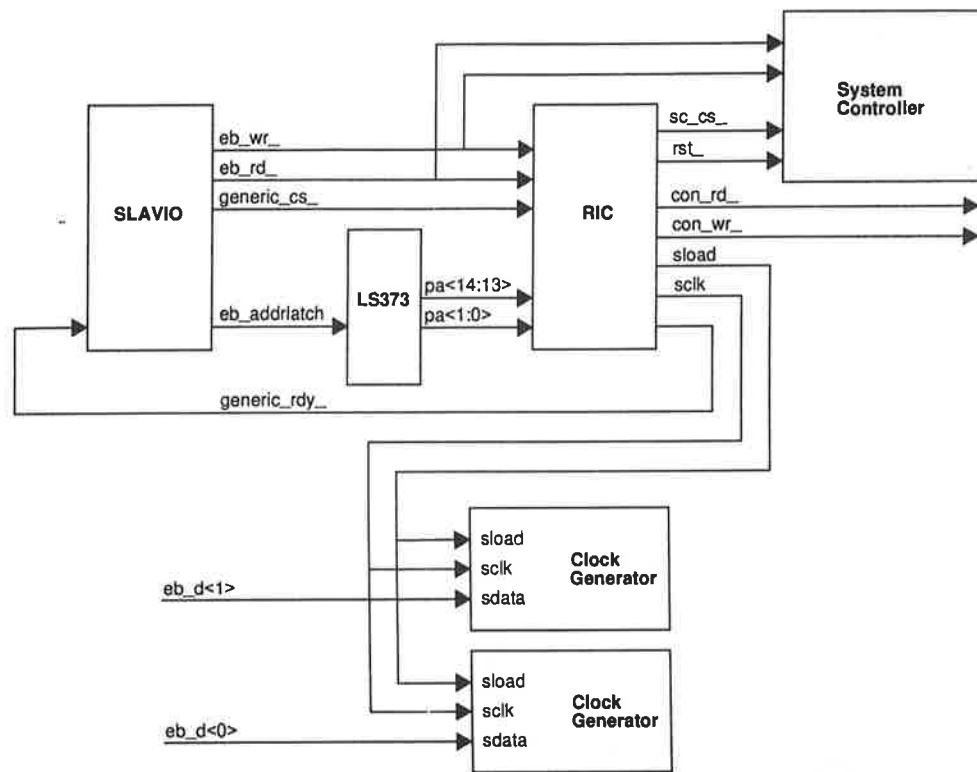 System
Controller
eb_wr_
eb_rd_
generic_cs_
SLAVIO
RIC
sc_cs_
rst_
con_rd_
con_wr_
sload
sclk
LS373
pa<14:13>
pa<1:0>
eb_addrlatch
generic_rdy_
sload
sclk
sdata
Clock
Generator
eb_d<1>
sload
sclk
sdata
Clock
Generator
eb_d<0>